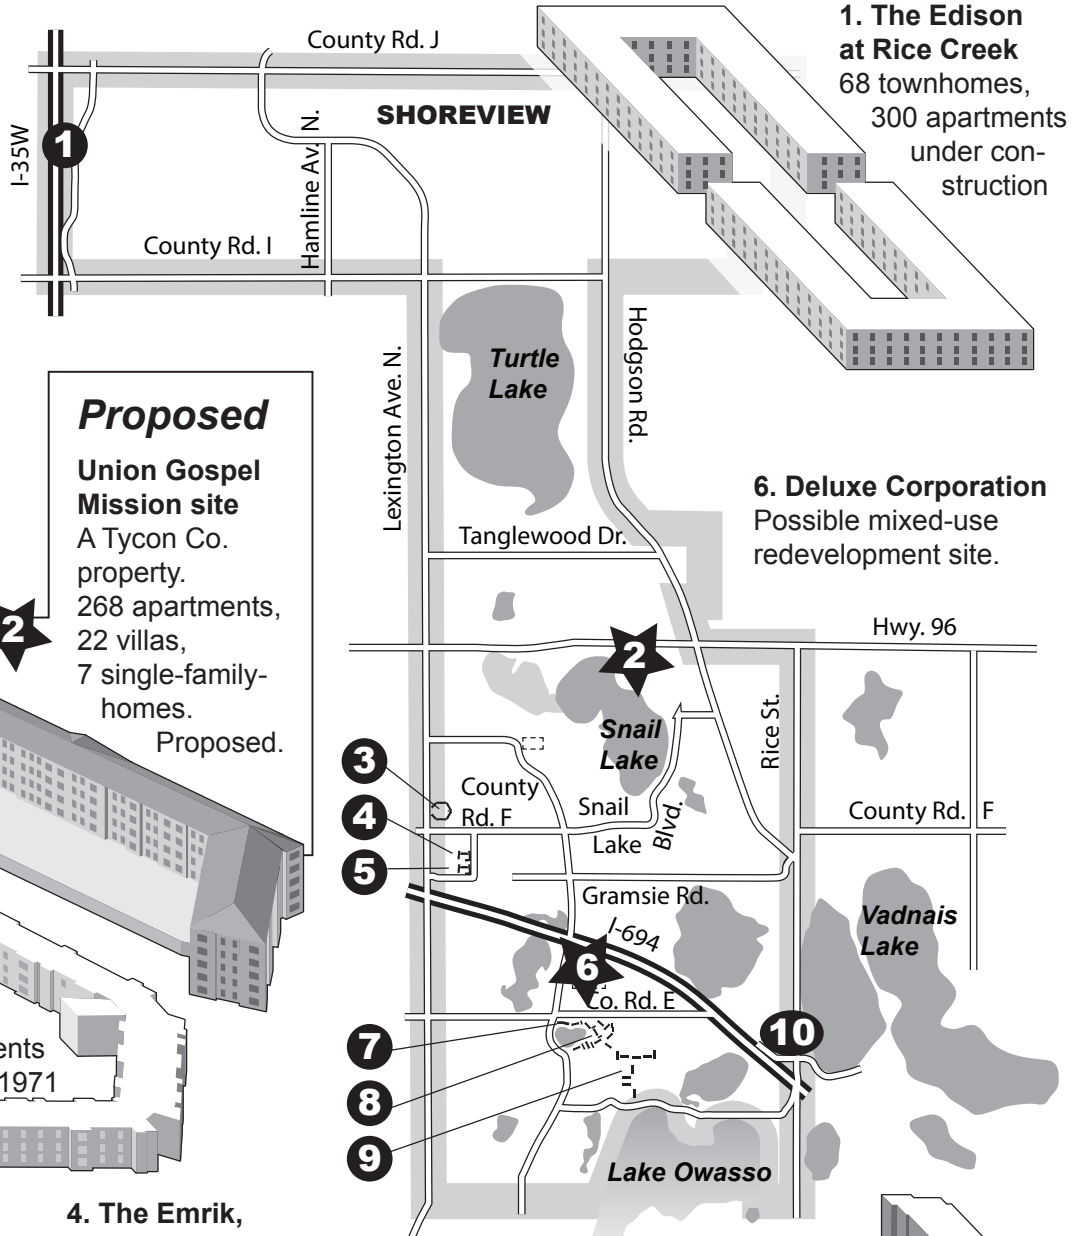 County Rd. J
SHOREVIEW
I-35W
1
Hamline Av. N.
County Rd. I
1. The Edison
at Rice Creek
68 townhomes,
300 apartments
under con-
struction
Turtle
Lake
Hodgson Rd.
Lexington Ave. N.
Proposed
Union Gospel
Mission site
A Tycon Co.
property.
268 apartments,
22 villas,
7 single-family-
homes.
Proposed.
2
6. Deluxe Corporation
Possible mixed-use
redevelopment site.
Tanglewood Dr.
Hwy. 96
2
Snail
Lake
Rice St.
3
County
Rd. F
4
5
Snail
Lake
Blvd.
County Rd. F
Gramsie Rd.
I-694
6
Co. Rd. E
Vadnais
Lake
10
7
8
9
Lake Owasso
ents
1971
4. The Emrik,